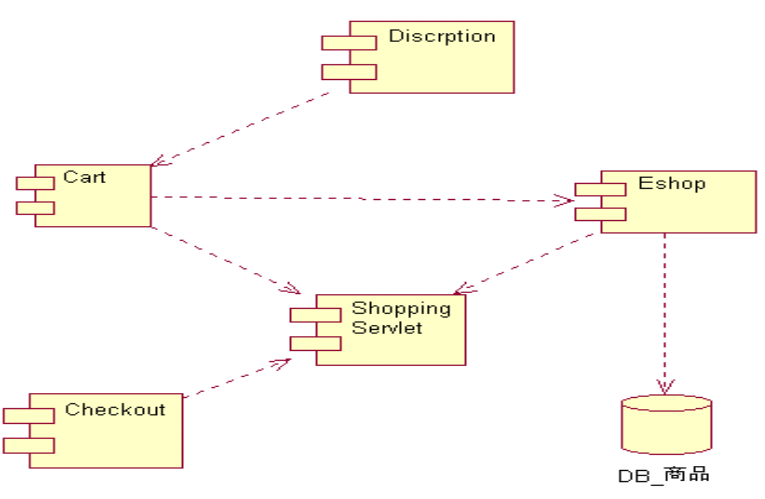 Discrption
Cart
Eshop
Shopping
Servlet
Checkout
DB_商品